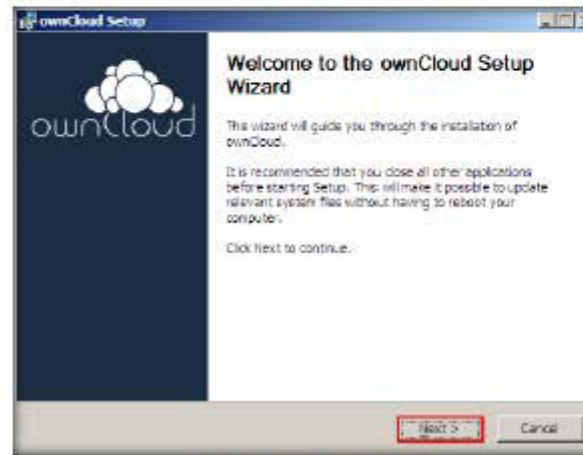 ownCloud Setup
ownCloud
Welcome to the ownCloud Setup
Wizard
This wizard will guide you through the installation of
ownCloud.
It is recommended that you close all other applications
before starting Setup. This will make it possible to update
relevant system files without having to reboot your
computer.
Click Next to continue.
Next >
Cancel